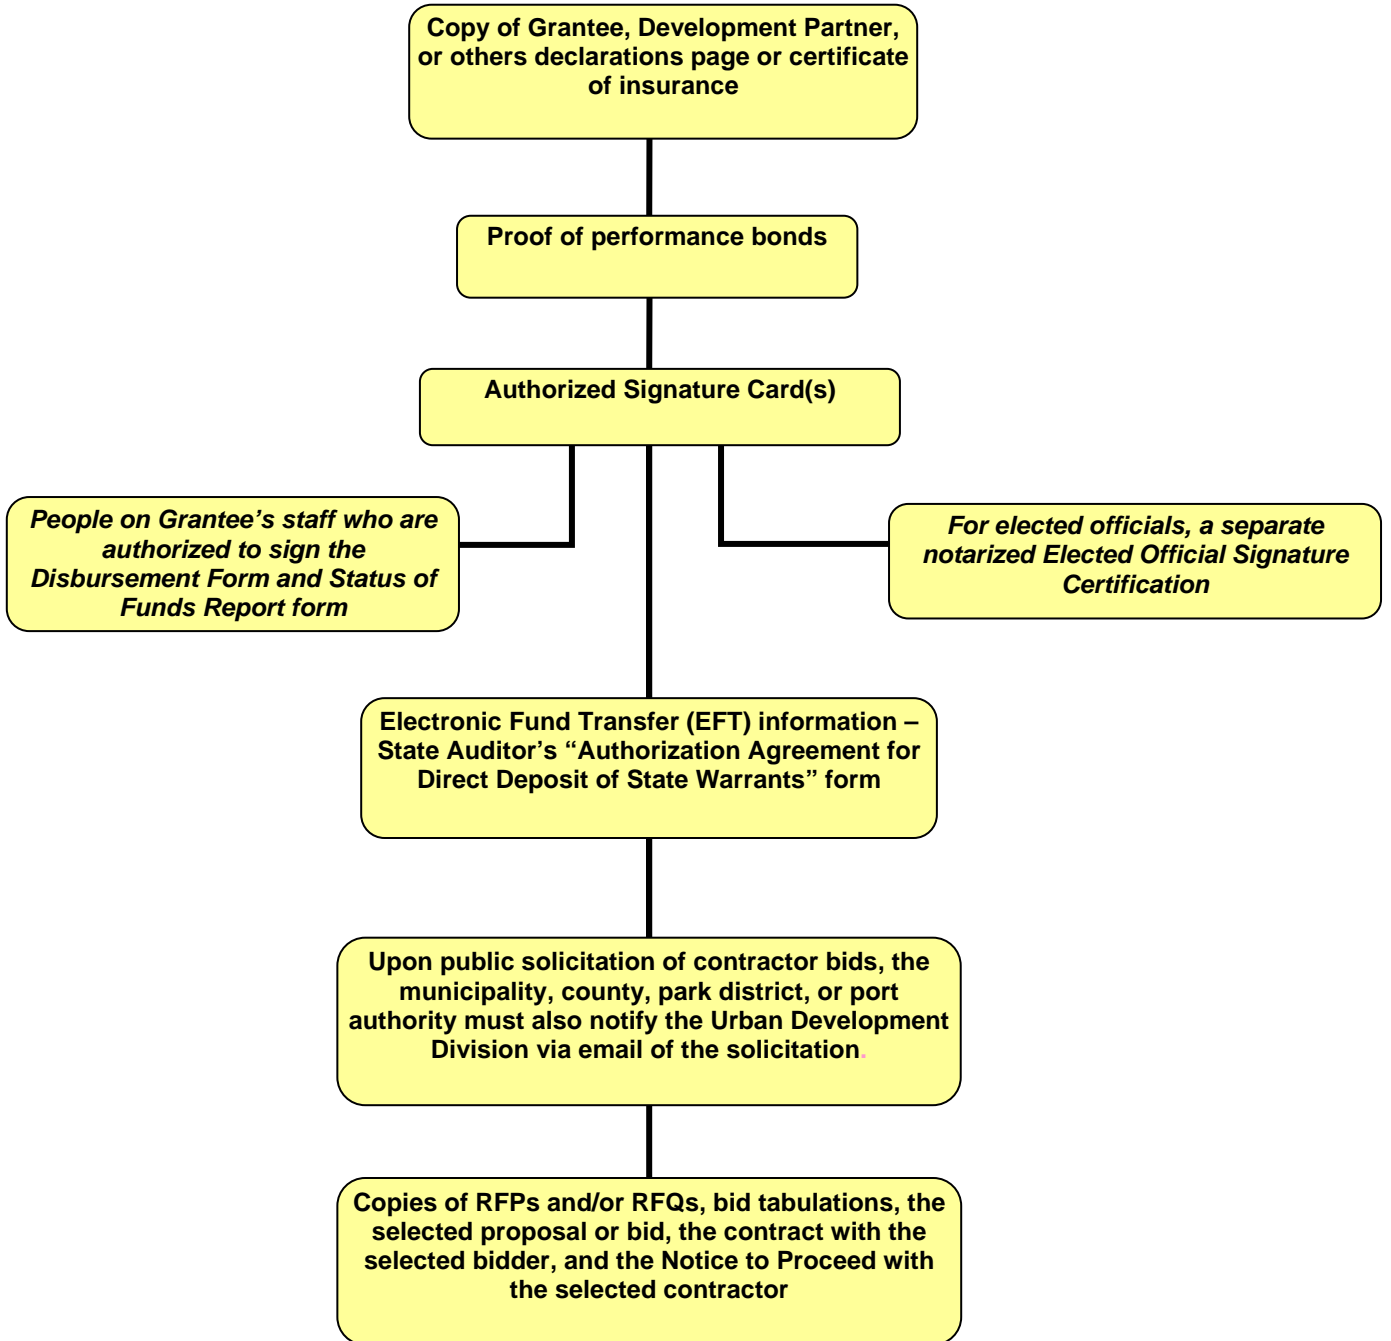 Copy of Grantee, Development Partner,
or others declarations page or certificate
of insurance
Proof of performance bonds
Authorized Signature Card(s)
People on Grantee’s staff who are
authorized to sign the
Disbursement Form and Status of
Funds Report form
For elected officials, a separate
notarized Elected Official Signature
Certification
Electronic Fund Transfer (EFT) information –
State Auditor’s “Authorization Agreement for
Direct Deposit of State Warrants” form
Upon public solicitation of contractor bids, the
municipality, county, park district, or port
authority must also notify the Urban Development
Division via email of the solicitation.
Copies of RFPs and/or RFQs, bid tabulations, the
selected proposal or bid, the contract with the
selected bidder, and the Notice to Proceed with
the selected contractor